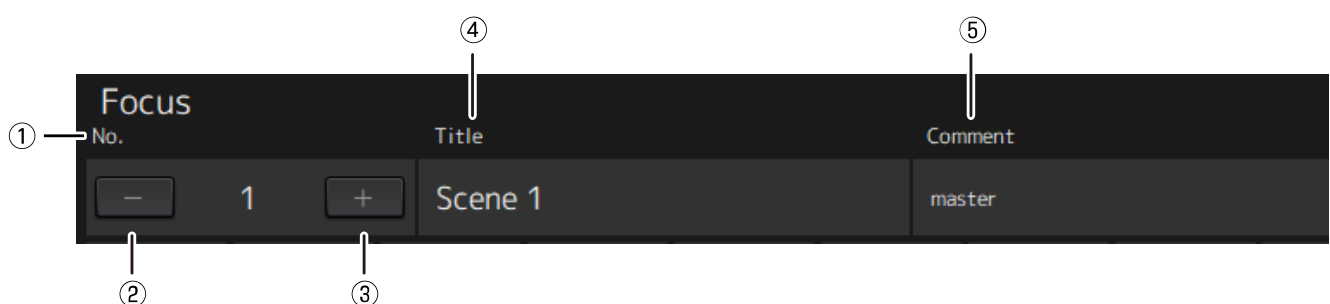 ④ ⑤
Focus
① No. Title Comment
− 1 + Scene 1 master
② ③